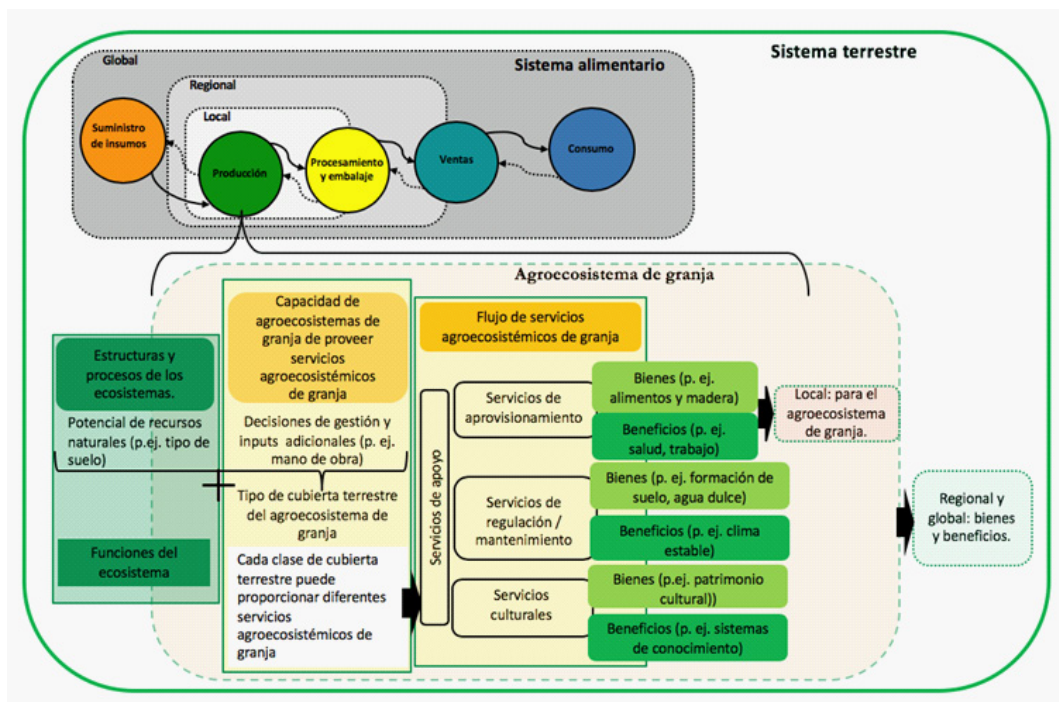 Sistema terrestre
Global
Sistema alimentario
Regional
Local
Suministro
de insumos
Producción
Procesamiento
y embalaje
Ventas
Consumo
Agroecosistema de granja
Estructuras y
procesos de los
ecosistemas.
Potencial de recursos
naturales (p.ej. tipo de
suelo)
Funciones del
ecosistema
+
Capacidad de
agroecosistemas de
granja de proveer
servicios
agroecosistémicos
de granja
Decisiones de gestión y
inputs adicionales (p. ej.
mano de obra)
Tipo de cubierta terrestre
del agroecosistema de
granja
Cada clase de cubierta
terrestre puede
proporcionar diferentes
servicios
agroecosistémicos de
granja
Flujo de servicios
agroecosistémicos de granja
Servicios de apoyo
Servicios de
aprovisionamiento
Bienes (p. ej.
alimentos y madera)
Beneficios (p. ej.
salud, trabajo)
Servicios de
regulación /
mantenimiento
Bienes (p. ej. formación de
suelo, agua dulce)
Beneficios (p. ej. clima
estable)
Servicios
culturales
Bienes (p.ej. patrimonio
cultural))
Beneficios (p. ej. sistemas
de conocimiento)
Local: para el
agroecosistema
de granja.
Regional y
global: bienes
y beneficios.